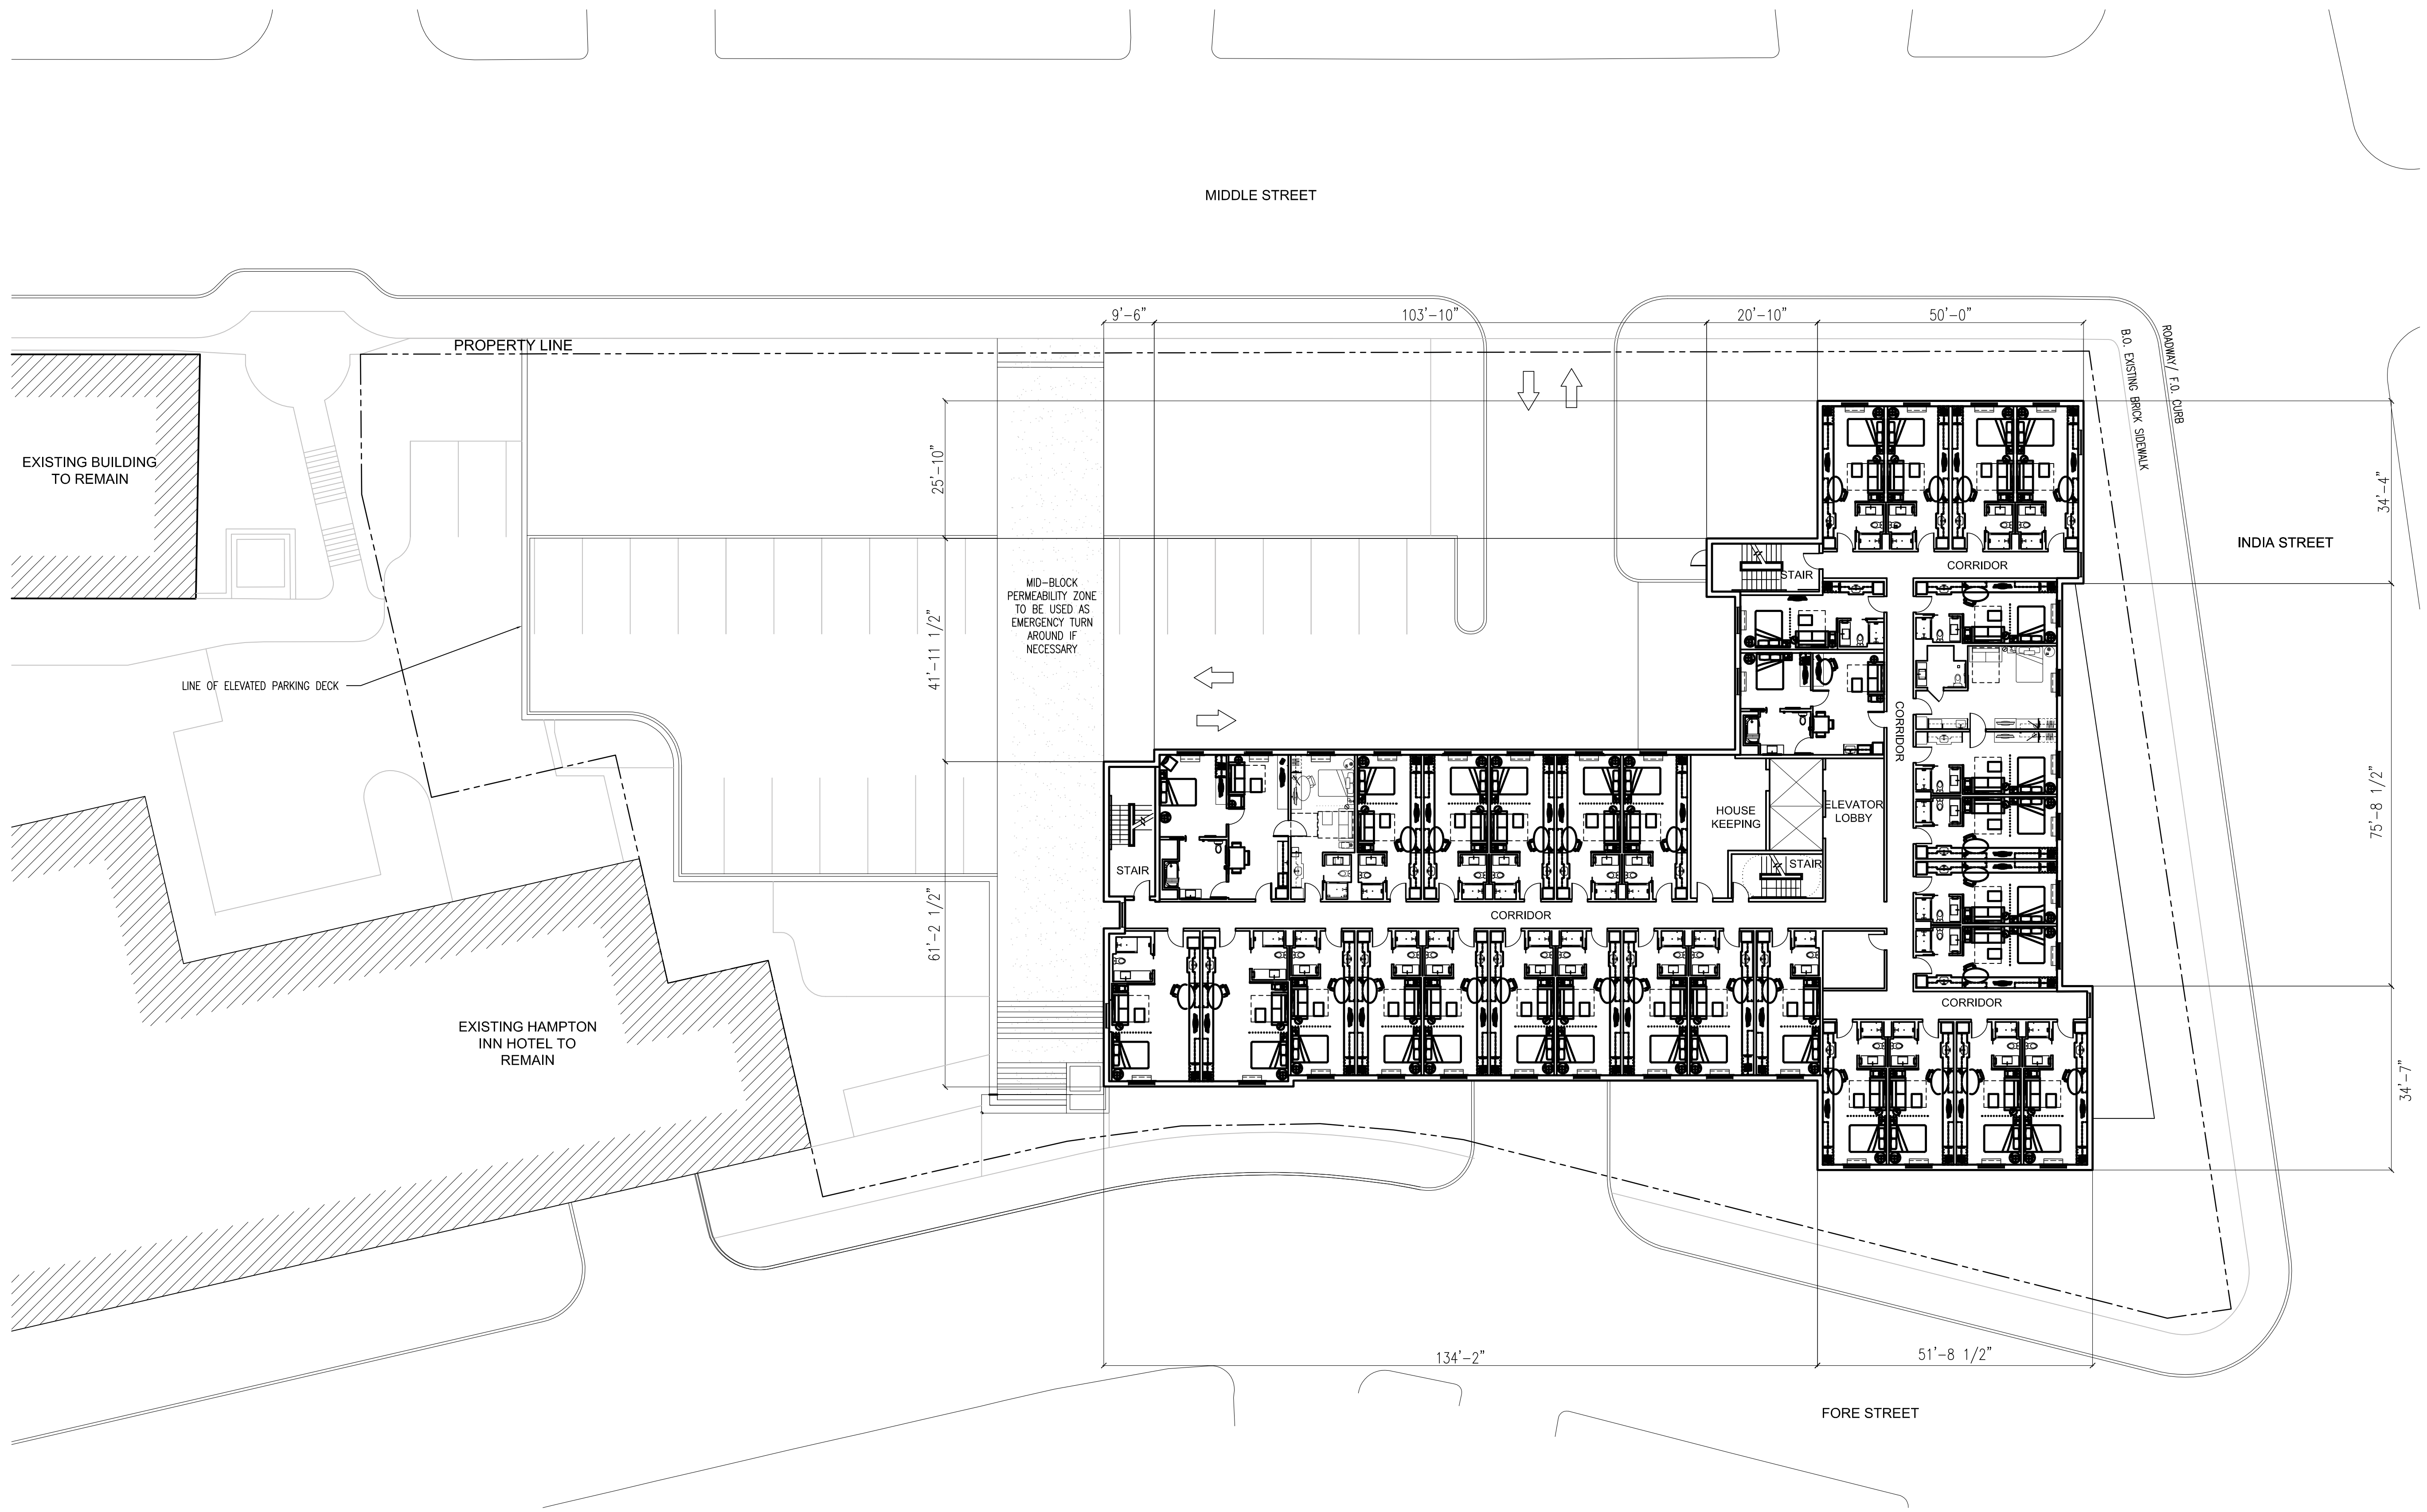 MIDDLE STREET
9'-6"
103'-10"
20'-10"
50'-0"
PROPERTY LINE
ROADWAY/ F.O. CURB
B.O. EXISTING BRICK SIDEWALK
EXISTING BUILDING
TO REMAIN
25'-10"
34'-4"
INDIA STREET
CORRIDOR
STAIR
MID-BLOCK
PERMEABILITY ZONE
TO BE USED AS
EMERGENCY TURN
AROUND IF
NECESSARY
41'-11 1/2"
LINE OF ELEVATED PARKING DECK
CORRIDOR
75'-8 1/2"
HOUSE
KEEPING
ELEVATOR
LOBBY
STAIR
STAIR
61'-2 1/2"
CORRIDOR
CORRIDOR
EXISTING HAMPTON
INN HOTEL TO
REMAIN
34'-7"
134'-2"
51'-8 1/2"
FORE STREET